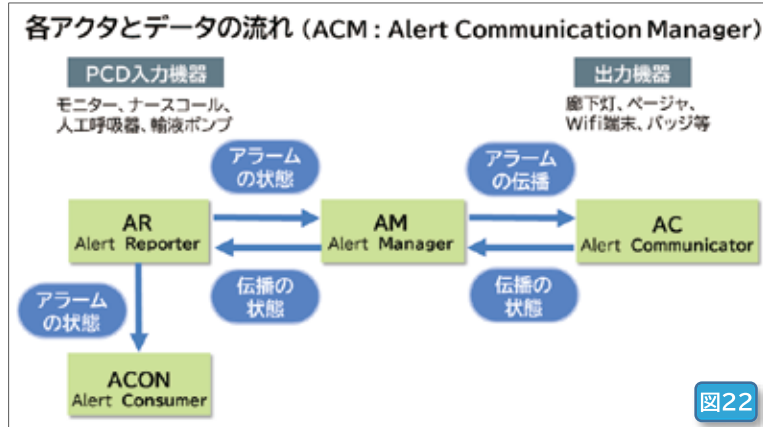 各アクタとデータの流れ (ACM : Alert Communication Manager)
PCD入力機器
モニター、ナースコール、
人工呼吸器、輸液ポンプ
出力機器
廊下灯、ページャ、
Wifi端末、バッジ等
アラーム
の状態
アラーム
の伝播
AR
Alert Reporter
AM
Alert Manager
AC
Alert Communicator
伝播の
状態
伝播の
状態
アラーム
の状態
ACON
Alert Consumer
図22